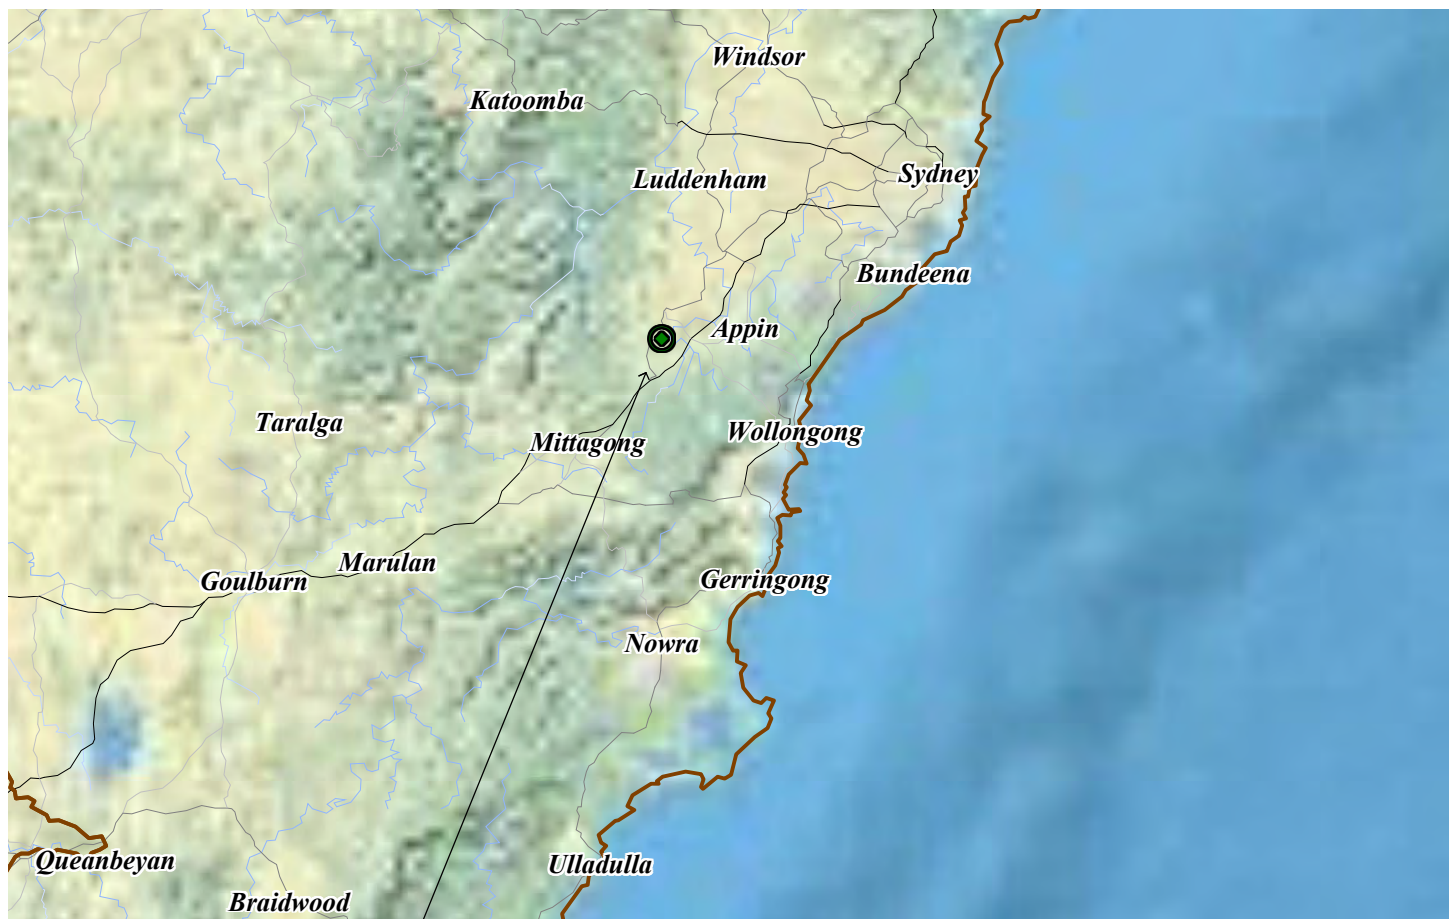 Windsor
Katoomba
Sydney
Luddenham
Bundeena
Appin
Taralga
Wollongong
Mittagong
Marulan
Goulburn
Gerringong
Nowra
Queanbeyan
Ulladulla
Braidwood